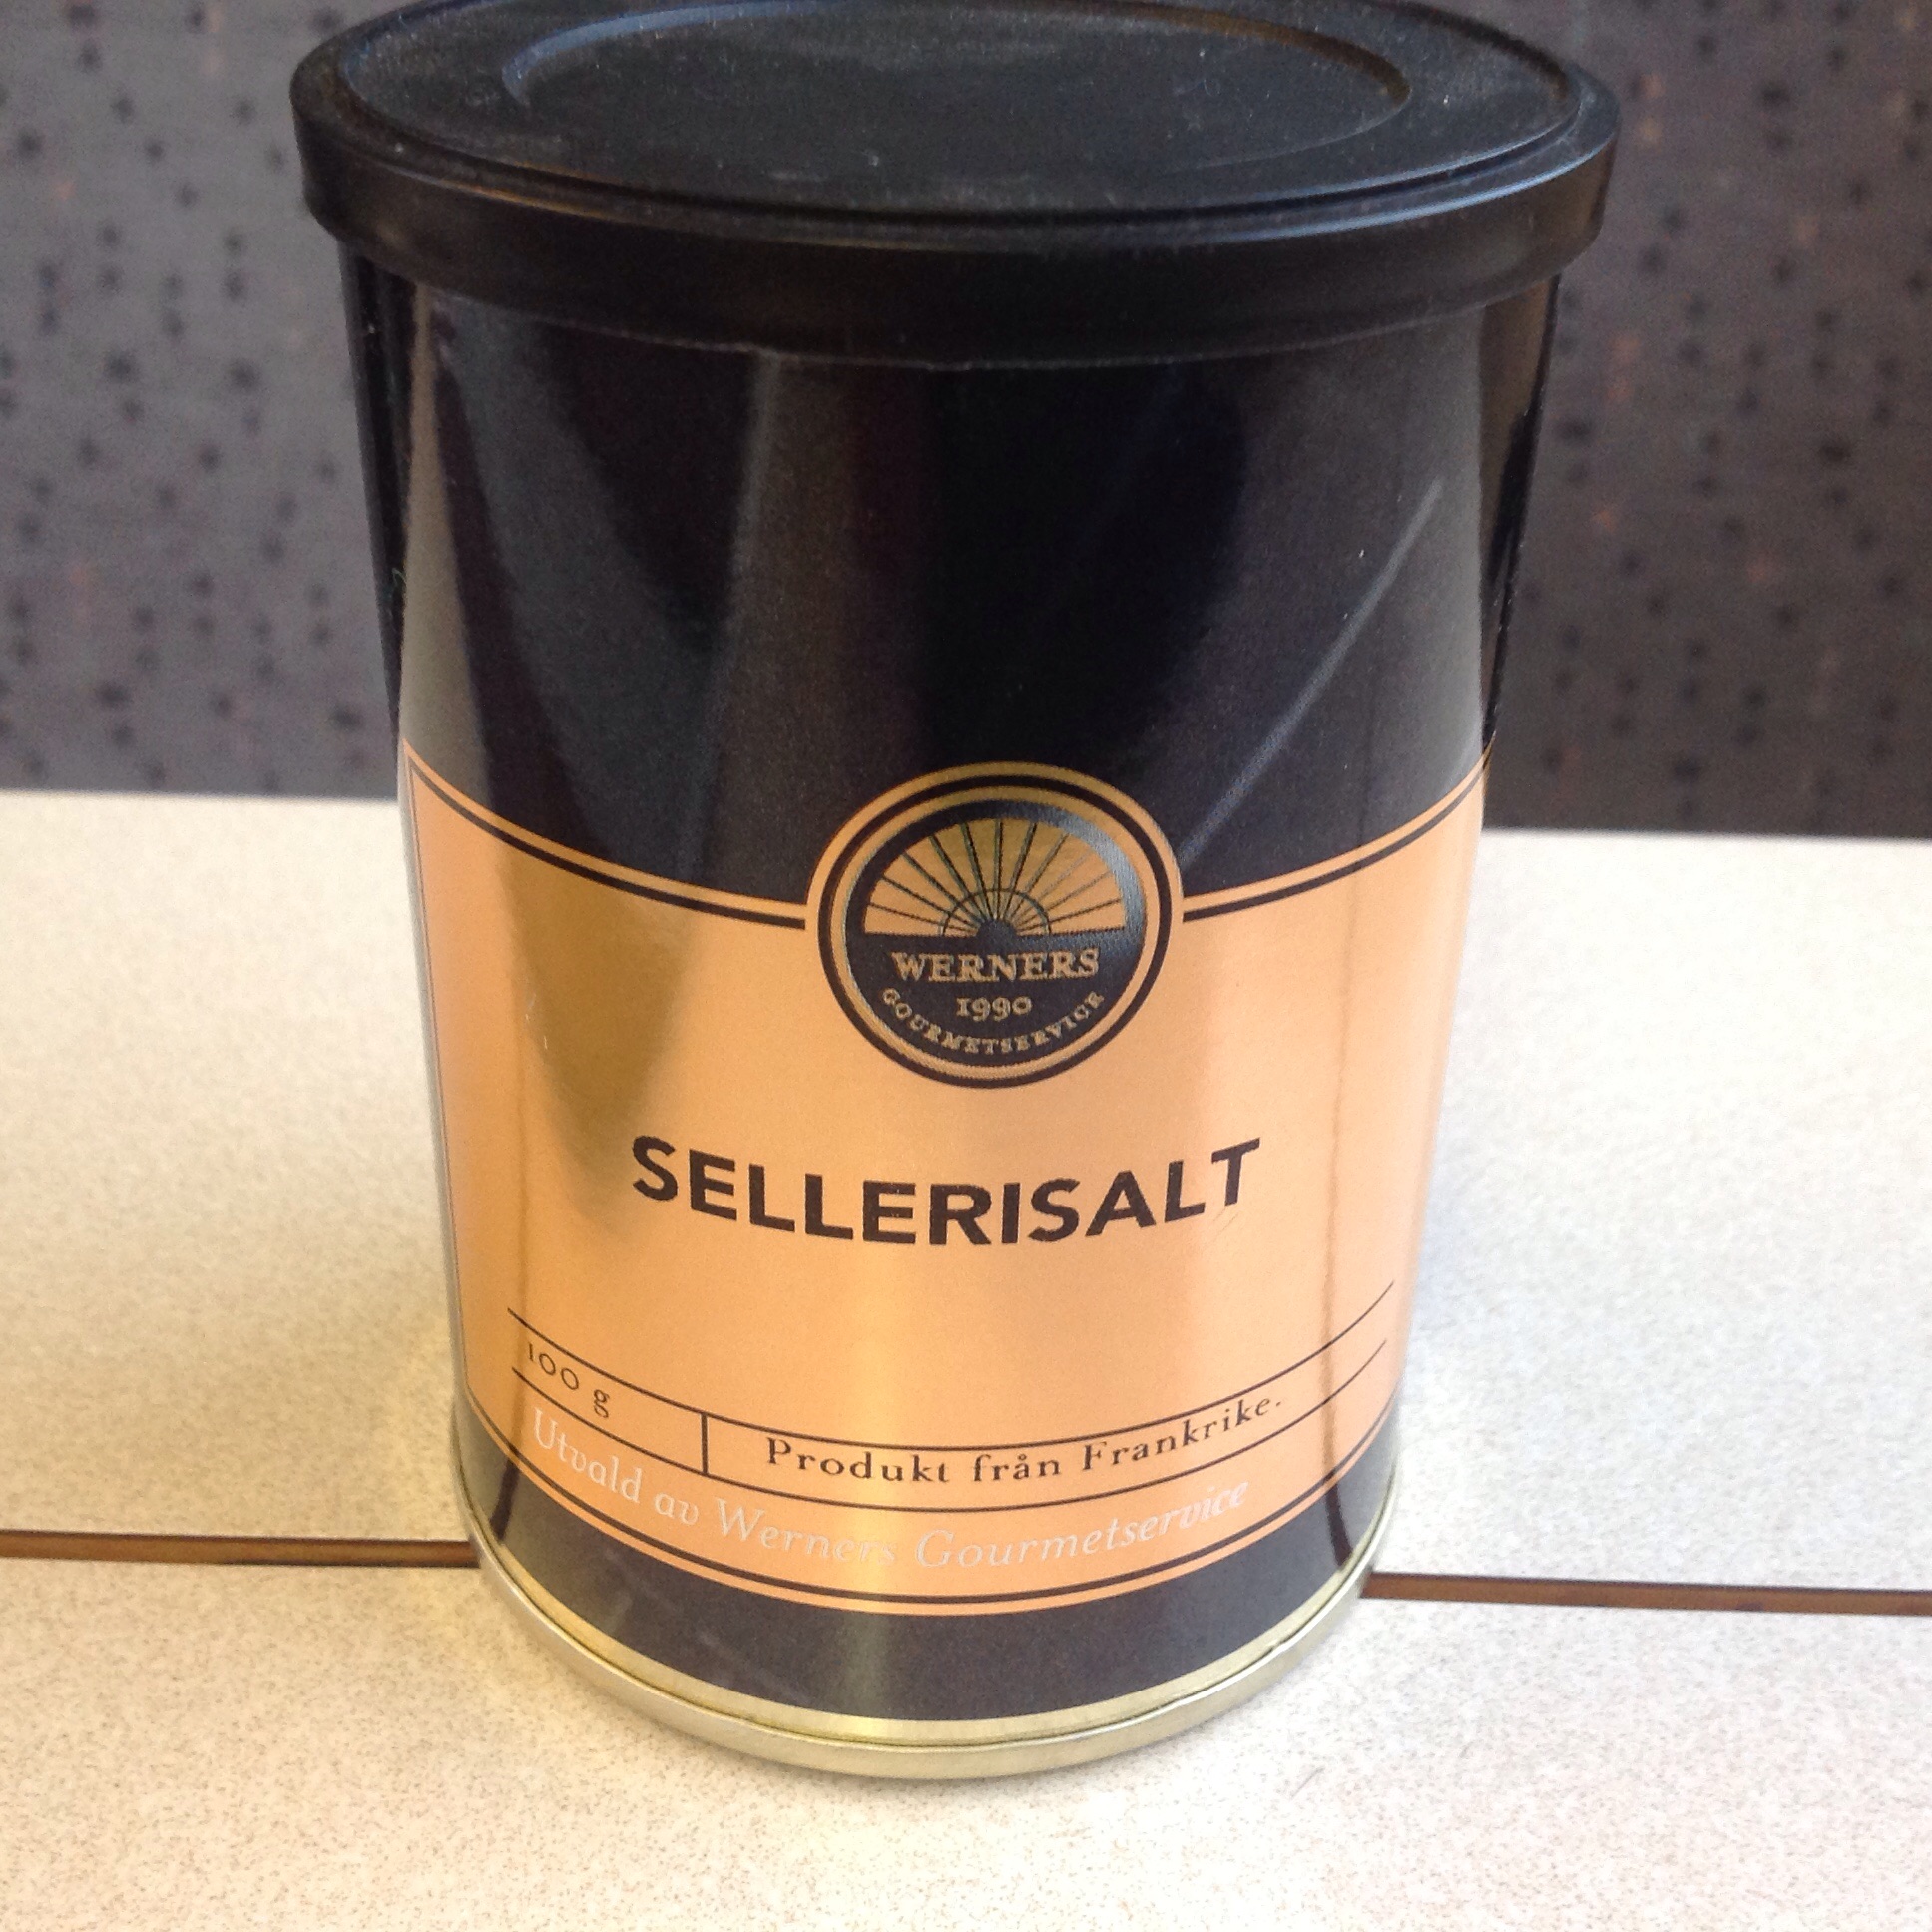 WERNERS
1990
GOURMETSERVICE
SELLERISALT
100 g
Produkt från Frankrike.
Utvald av Werners Gourmetservice